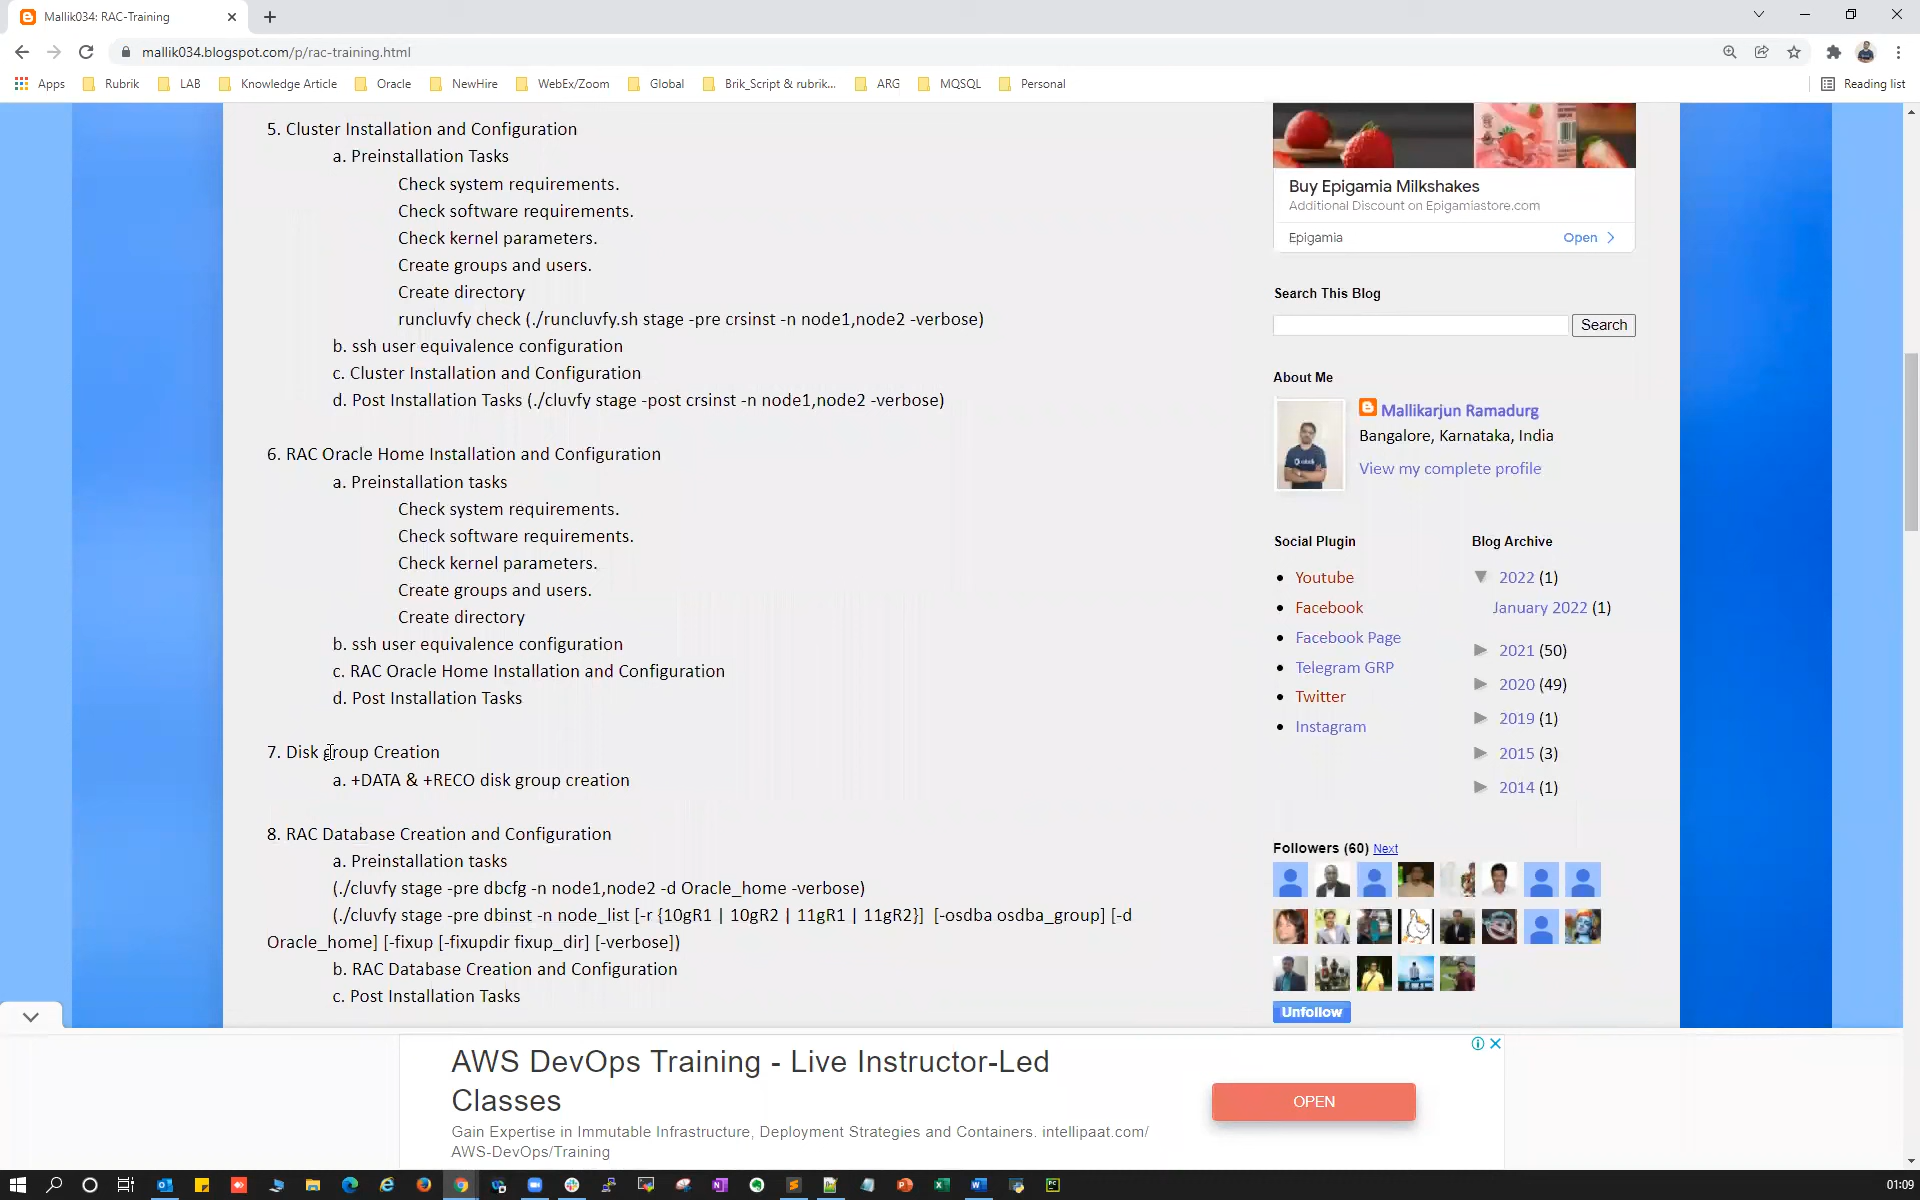 Mallik034: RAC-Training
mallik034.blogspot.com/p/rac-training.html
Apps Rubrik LAB Knowledge Article Oracle NewHire WebEx/Zoom Global Brik_Script & rubrik... ARG MQSQL Personal Reading list
5. Cluster Installation and Configuration
a. Preinstallation Tasks
Check system requirements.
Check software requirements.
Check kernel parameters.
Create groups and users.
Create directory
runcluvfy check (./runcluvfy.sh stage -pre crsinst -n node1,node2 -verbose)
b. ssh user equivalence configuration
c. Cluster Installation and Configuration
d. Post Installation Tasks (./cluvfy stage -post crsinst -n node1,node2 -verbose)
6. RAC Oracle Home Installation and Configuration
a. Preinstallation tasks
Check system requirements.
Check software requirements.
Check kernel parameters.
Create groups and users.
Create directory
b. ssh user equivalence configuration
c. RAC Oracle Home Installation and Configuration
d. Post Installation Tasks
7. Disk group Creation
a. +DATA & +RECO disk group creation
8. RAC Database Creation and Configuration
a. Preinstallation tasks
(./cluvfy stage -pre dbcfg -n node1,node2 -d Oracle_home -verbose)
(./cluvfy stage -pre dbinst -n node_list [-r {10gR1 | 10gR2 | 11gR1 | 11gR2}] [-osdba osdba_group] [-d
Oracle_home] [-fixup [-fixupdir fixup_dir] [-verbose])
b. RAC Database Creation and Configuration
c. Post Installation Tasks
Buy Epigamia Milkshakes
Additional Discount on Epigamiastore.com
Epigamia Open
Search This Blog
Search
About Me
Mallikarjun Ramadurg
Bangalore, Karnataka, India
View my complete profile
Social Plugin
Youtube
Facebook
Facebook Page
Telegram GRP
Twitter
Instagram
Blog Archive
▼ 2022 (1)
January 2022 (1)
► 2021 (50)
► 2020 (49)
► 2019 (1)
► 2015 (3)
► 2014 (1)
Followers (60) Next
Unfollow
AWS DevOps Training - Live Instructor-Led
Classes
Gain Expertise in Immutable Infrastructure, Deployment Strategies and Containers. intellipaat.com/
AWS-DevOps/Training
OPEN
01:09